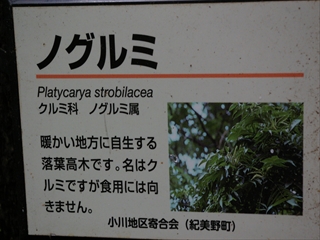 ノグルミ
Platycarya strobilacea
クルミ科　ノグルミ属
暖かい地方に自生する
落葉高木です。名はク
ルミですが食用には向
きません。
小川地区寄合会（紀美野町）